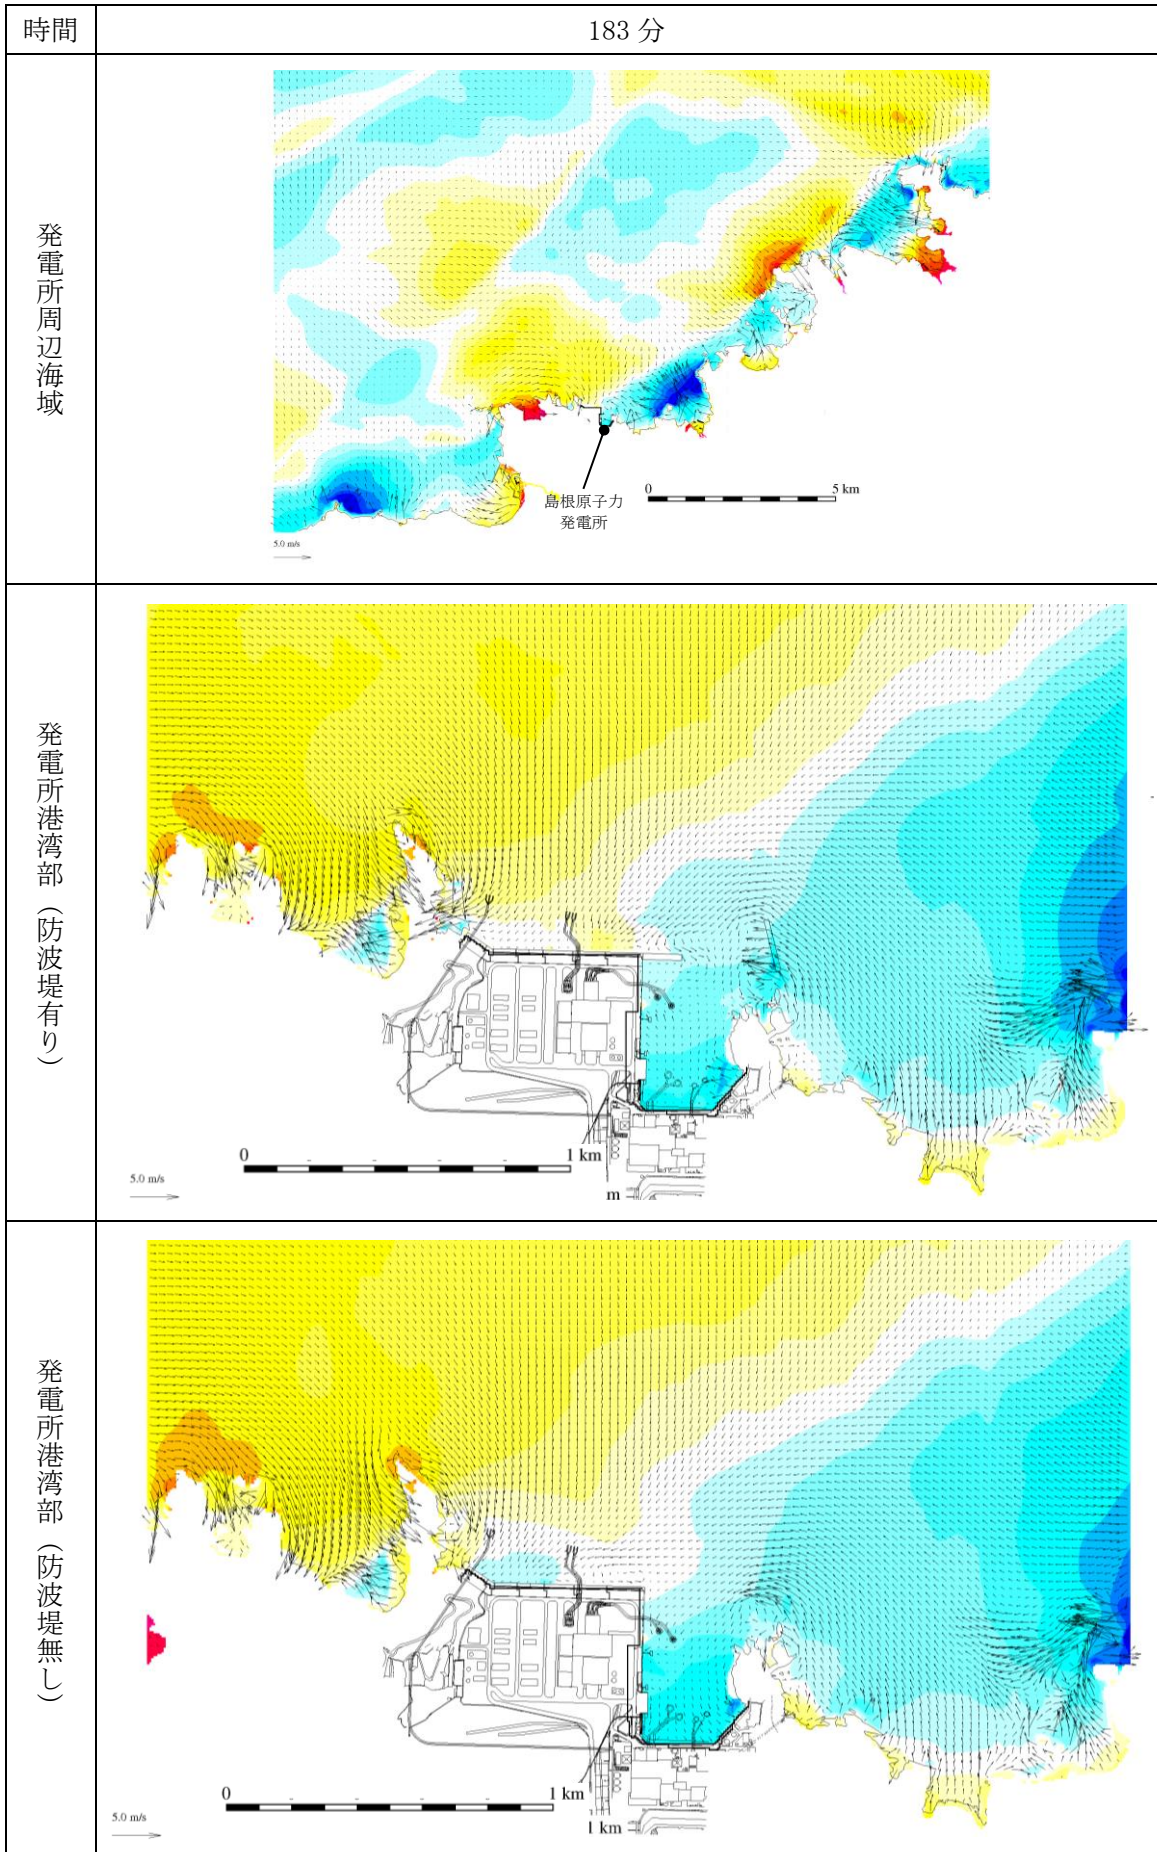 時間
183 分
発電所周辺海域
島根原子力
発電所
0
5 km
5.0 m/s
発電所港湾部（防波堤有り）
0
1 km
5.0 m/s
m
発電所港湾部（防波堤無し）
0
1 km
5.0 m/s
1 km